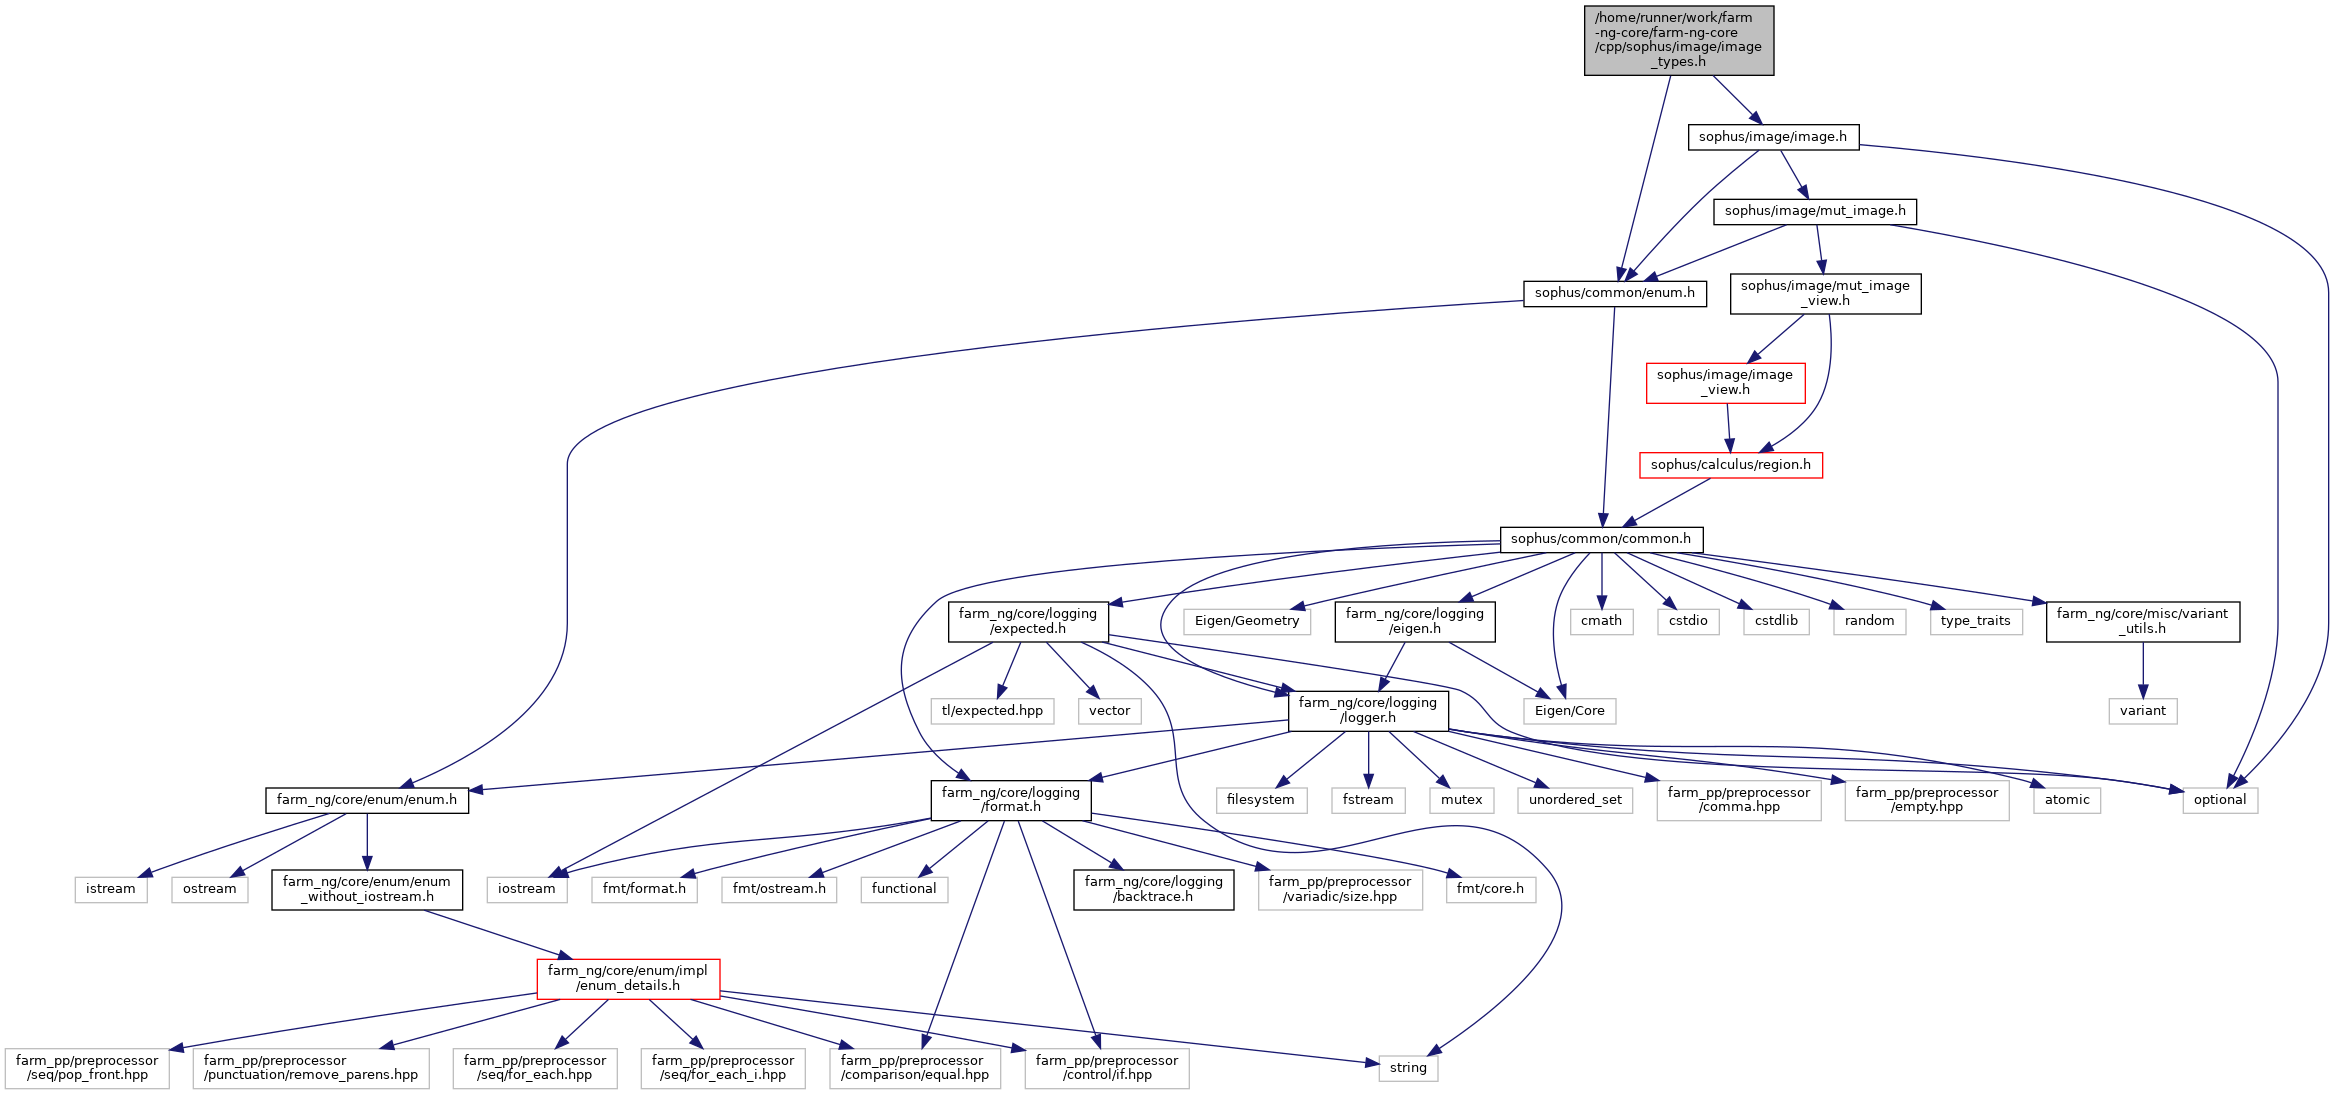 /home/runner/work/farm
-ng-core/farm-ng-core
/cpp/sophus/image/image
_types.h
sophus/image/image.h
sophus/image/mut_image.h
sophus/common/enum.h
sophus/image/mut_image
_view.h
sophus/image/image
_view.h
sophus/calculus/region.h
sophus/common/common.h
farm_ng/core/logging
/expected.h
Eigen/Geometry
farm_ng/core/logging
/eigen.h
cmath
cstdio
cstdlib
random
type_traits
farm_ng/core/misc/variant
_utils.h
tl/expected.hpp
vector
farm_ng/core/logging
/logger.h
Eigen/Core
variant
farm_ng/core/enum/enum.h
farm_ng/core/logging
/format.h
filesystem
fstream
mutex
unordered_set
farm_pp/preprocessor
/comma.hpp
farm_pp/preprocessor
/empty.hpp
atomic
optional
istream
ostream
farm_ng/core/enum/enum
_without_iostream.h
iostream
fmt/format.h
fmt/ostream.h
functional
farm_ng/core/logging
/backtrace.h
farm_pp/preprocessor
/variadic/size.hpp
fmt/core.h
farm_ng/core/enum/impl
/enum_details.h
farm_pp/preprocessor
/seq/pop_front.hpp
farm_pp/preprocessor
/punctuation/remove_parens.hpp
farm_pp/preprocessor
/seq/for_each.hpp
farm_pp/preprocessor
/seq/for_each_i.hpp
farm_pp/preprocessor
/comparison/equal.hpp
farm_pp/preprocessor
/control/if.hpp
string